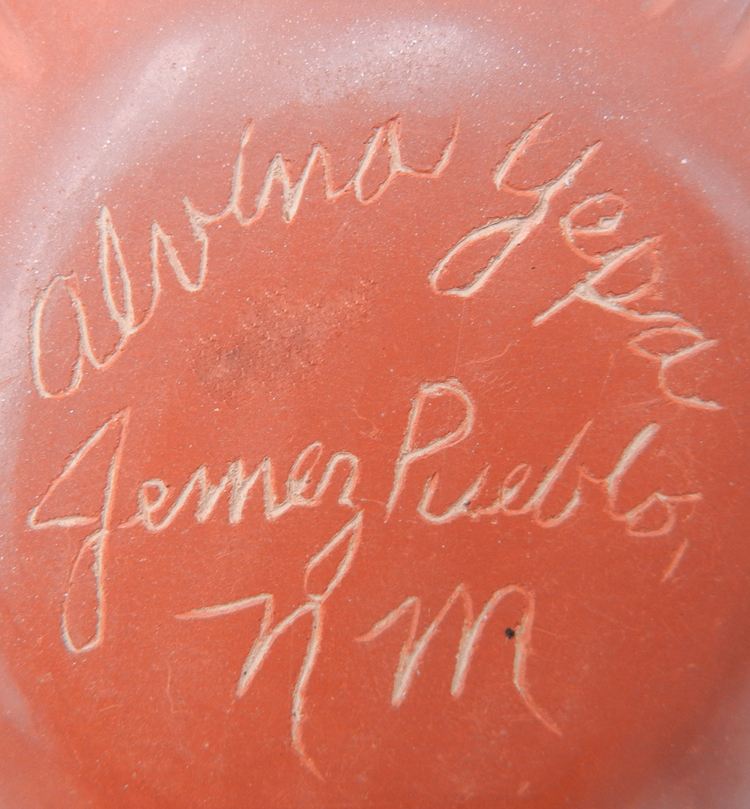 alvina yepa
Jemez Pueblo,
NM